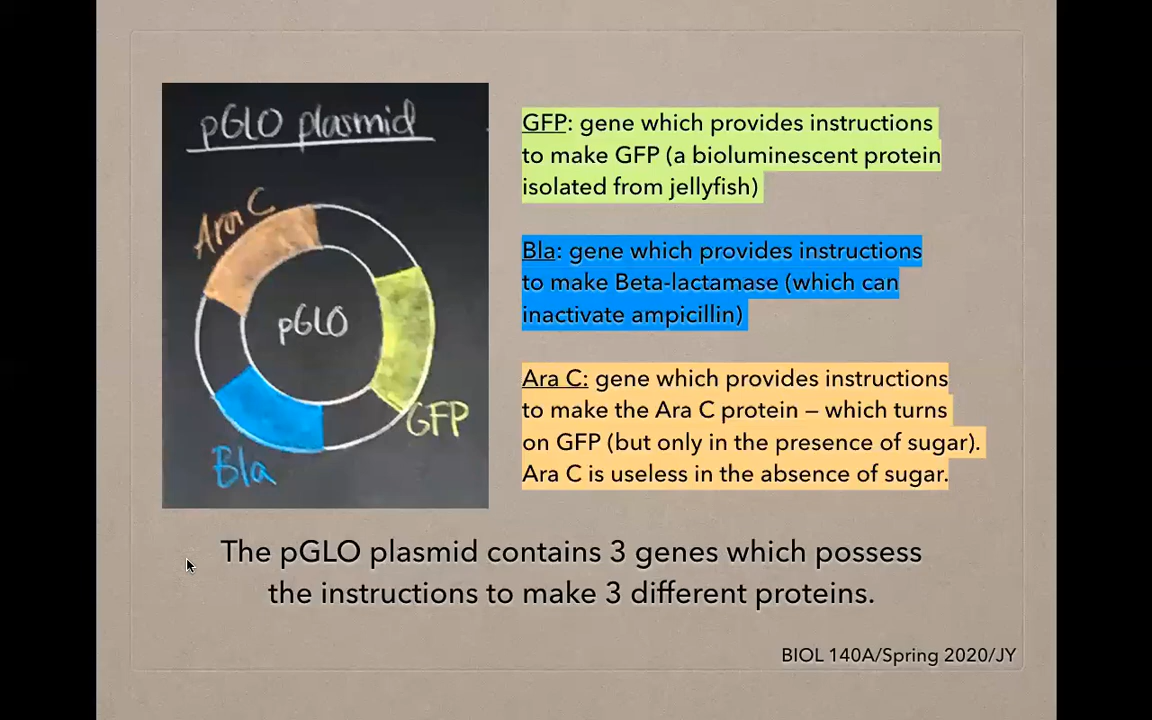 pGLO plasmid
Ara C
pGLO
GFP
Bla
GFP: gene which provides instructions
to make GFP (a bioluminescent protein
isolated from jellyfish)
Bla: gene which provides instructions
to make Beta-lactamase (which can
inactivate ampicillin)
Ara C: gene which provides instructions
to make the Ara C protein – which turns
on GFP (but only in the presence of sugar).
Ara C is useless in the absence of sugar.
The pGLO plasmid contains 3 genes which possess
the instructions to make 3 different proteins.
BIOL 140A/Spring 2020/JY